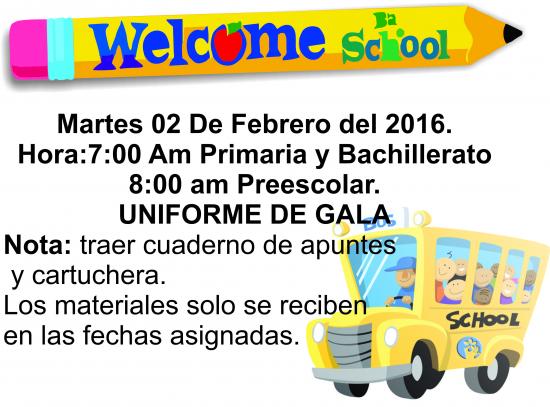 Welcome Ba School
Martes 02 De Febrero del 2016.
Hora:7:00 Am Primaria y Bachillerato
8:00 am Preescolar.
UNIFORME DE GALA
Nota: traer cuaderno de apuntes
y cartuchera.
Los materiales solo se reciben
en las fechas asignadas.
BUS
SCHOOL